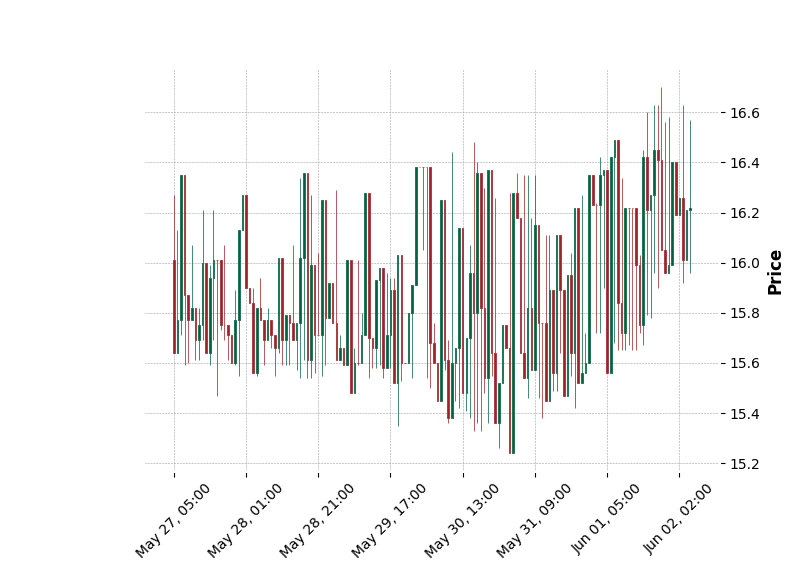 16.6
16.4
16.2
16.0
15.8
15.6
15.4
15.2
Price
May 27, 05:00
May 28, 01:00
May 28, 21:00
May 29, 17:00
May 30, 13:00
May 31, 09:00
Jun 01, 05:00
Jun 02, 02:00